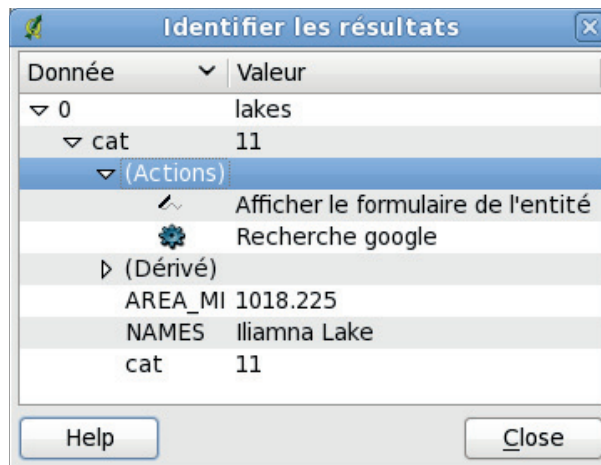 Identifier les résultats
Donnée Valeur
0 lakes
cat 11
(Actions)
Afficher le formulaire de l'entité
Recherche google
(Dérivé)
AREA_MI 1018.225
NAMES Iliamna Lake
cat 11
Help Close